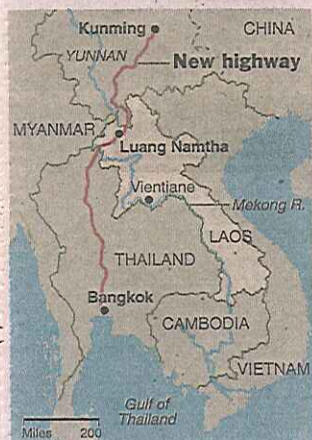 Kunming
CHINA
YUNNAN
New highway
MYANMAR
Luang Namtha
Vientiane
Mekong R.
LAOS
THAILAND
Bangkok
CAMBODIA
VIETNAM
Gulf of
Thailand
Miles 200